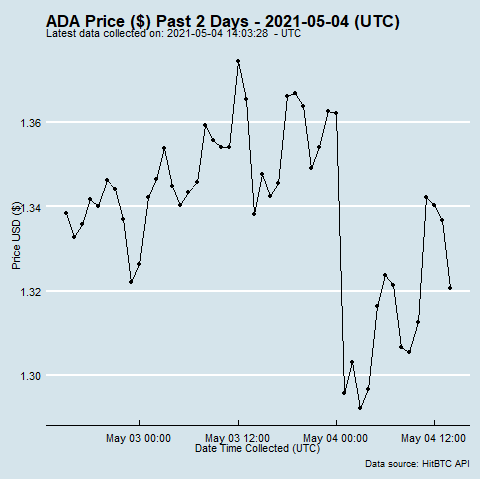 ADA Price ($) Past 2 Days - 2021-05-04 (UTC)
Latest data collected on: 2021-05-04 14:03:28 - UTC
1.36
1.34
1.32
1.30
Price USD ($)
May 03 00:00
May 03 12:00
May 04 00:00
May 04 12:00
Date Time Collected (UTC)
Data source: HitBTC API